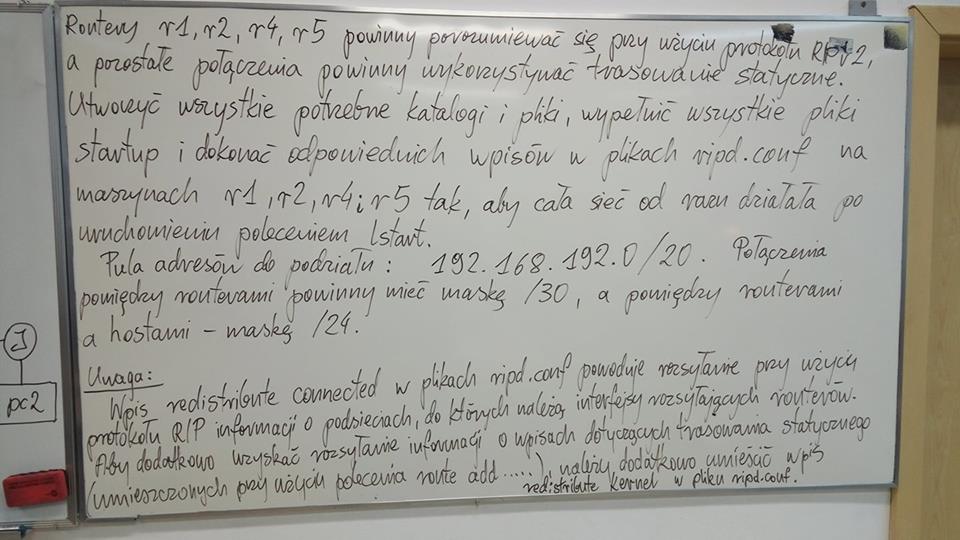 Routery r1, r2, r4, r5 powinny porozumiewać się przy użyciu protokołu RIPv2,
a pozostałe połączenia powinny wykorzystywać trasowanie statyczne.
Utworzyć wszystkie potrzebne katalogi i pliki, wypełnić wszystkie pliki
startup i dokonać odpowiednich wpisów w plikach ripd.conf na
maszynach r1, r2, r4 i r5 tak, aby cała sieć od razu działała po
uruchomieniu poleceniem lstart.
Pula adresów do podziału: 192.168.192.0/20. Połączenia
pomiędzy routerami powinny mieć maskę /30, a pomiędzy routerami
a hostami - maskę /24.
Uwaga:
Wpis redistribute connected w plikach ripd.conf powoduje rozsyłanie przy użyciu
protokołu RIP informacji o podsieciach, do których należą interfejsy rozsyłających routerów.
Aby dodatkowo uzyskać rozsyłanie informacji o wpisach dotyczących trasowania statycznego
(umieszczonych przy użyciu polecenia route add .....), należy dodatkowo umieścić wpis
redistribute kernel w pliku ripd.conf.
J
pc2